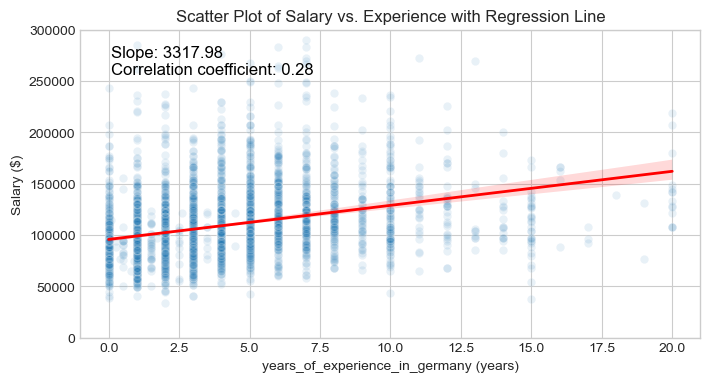 Scatter Plot of Salary vs. Experience with Regression Line
Slope: 3317.98
Correlation coefficient: 0.28
300000
250000
200000
150000
100000
50000
0
Salary ($)
0.0 2.5 5.0 7.5 10.0 12.5 15.0 17.5 20.0
years_of_experience_in_germany (years)